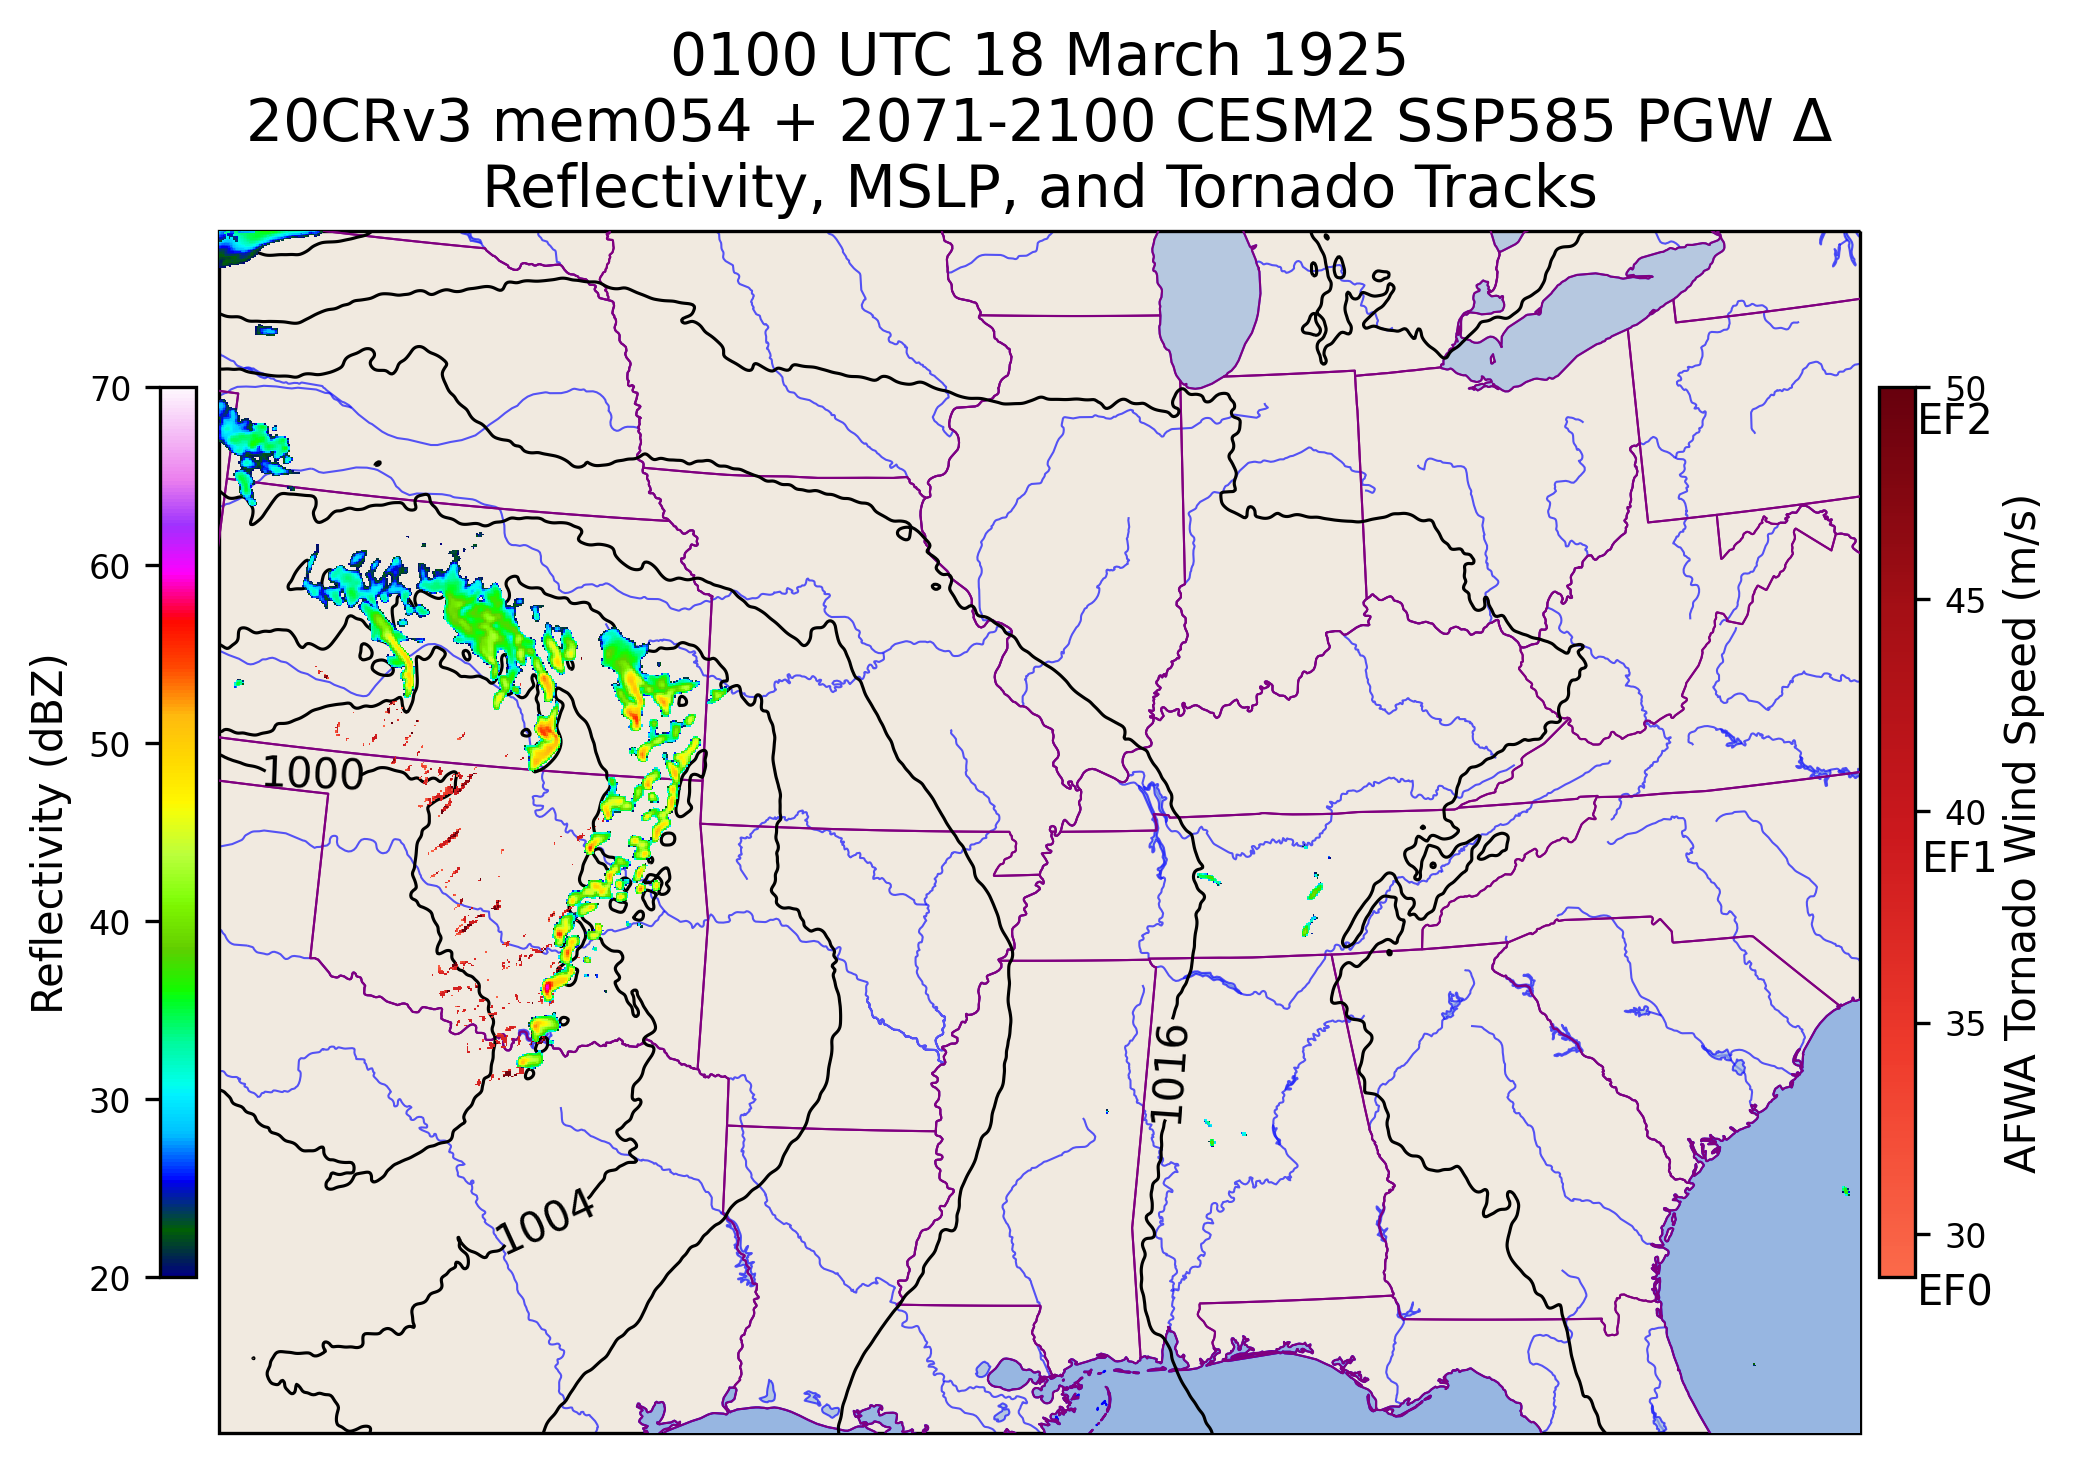 0100 UTC 18 March 1925
20CRv3 mem054 + 2071-2100 CESM2 SSP585 PGW Δ
Reflectivity, MSLP, and Tornado Tracks
70
60
50
40
30
20
Reflectivity (dBZ)
1000
1004
1016
50
EF2
45
40
EF1
35
30
EF0
AFWA Tornado Wind Speed (m/s)